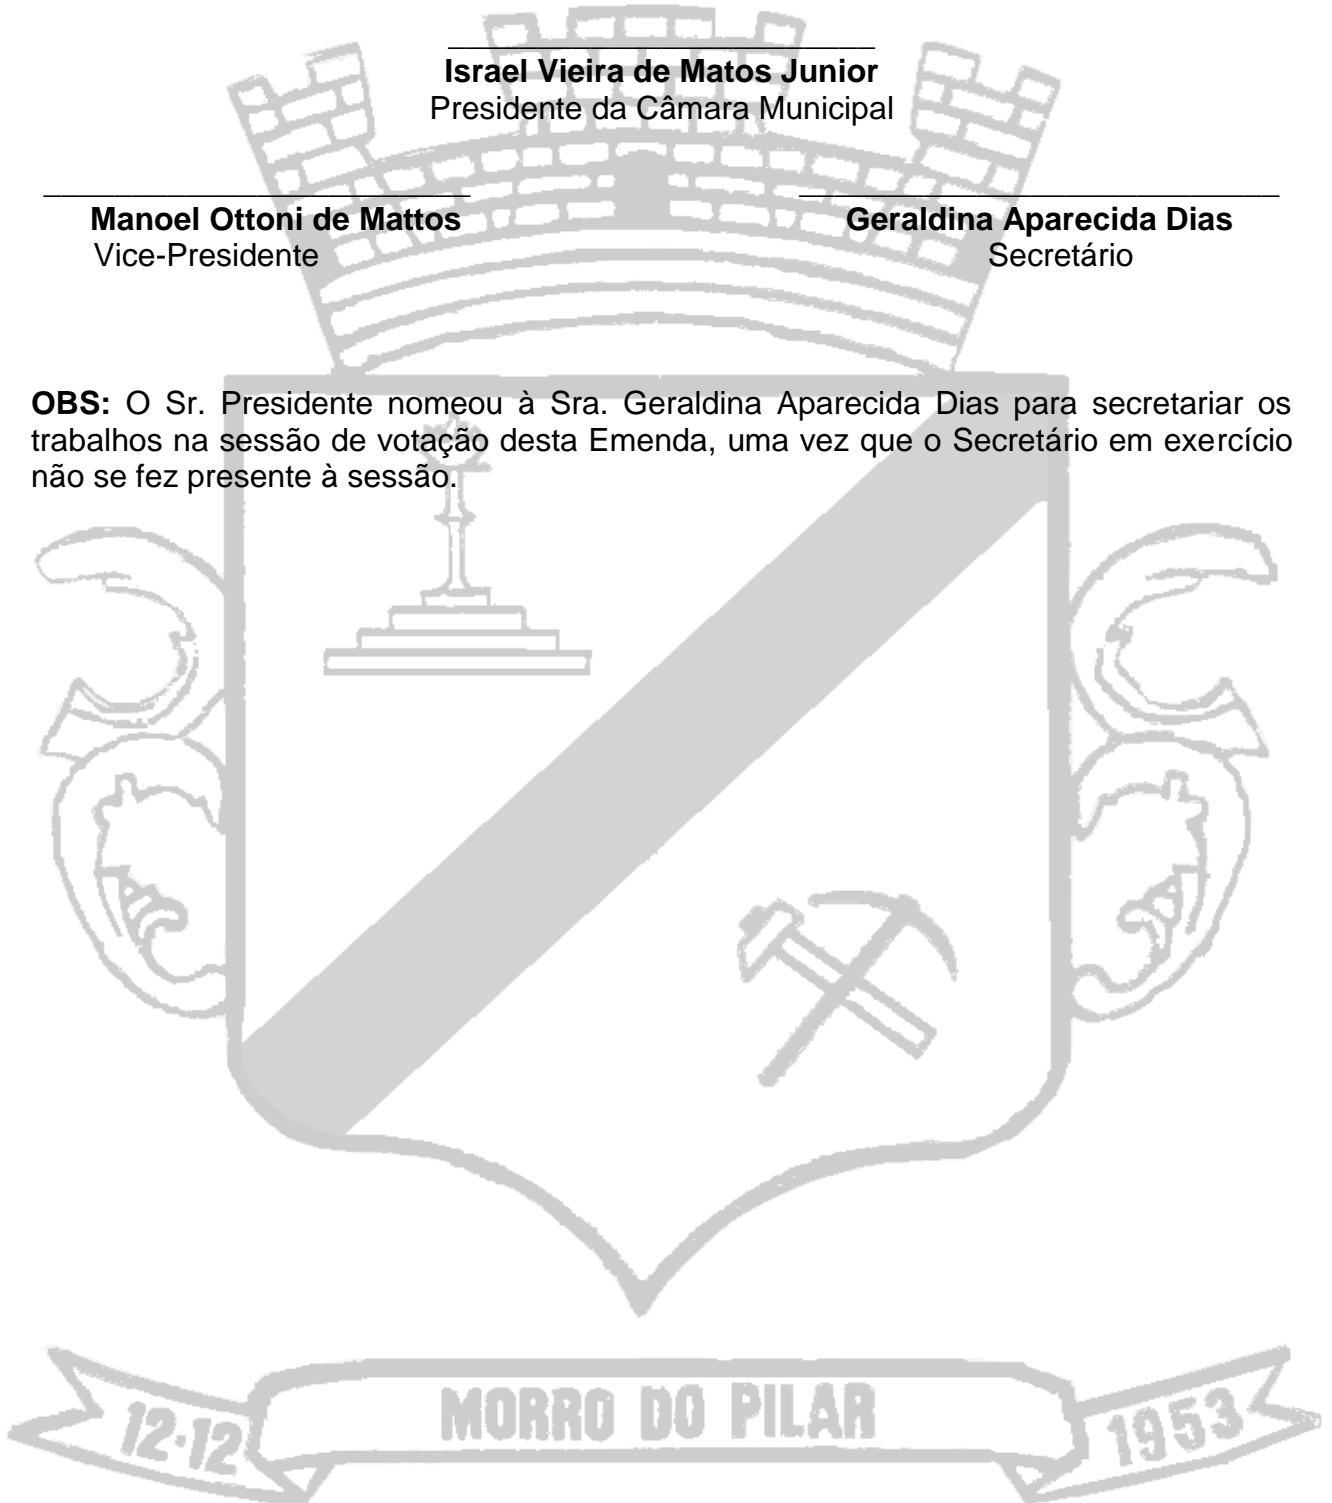 Israel Vieira de Matos Junior
Presidente da Câmara Municipal
Manoel Ottoni de Mattos
Vice-Presidente
Geraldina Aparecida Dias
Secretário
OBS: O Sr. Presidente nomeou à Sra. Geraldina Aparecida Dias para secretariar os
trabalhos na sessão de votação desta Emenda, uma vez que o Secretário em exercício
não se fez presente à sessão.
12-12
MORRO DO PILAR
1953